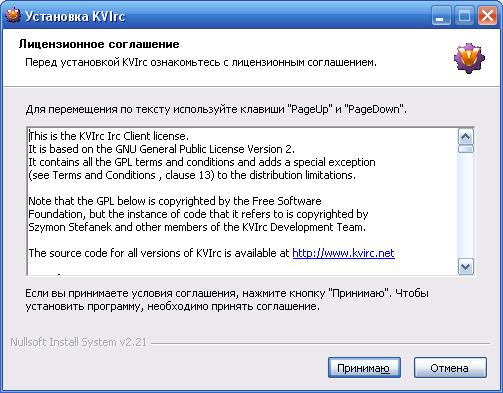 Установка KVIrc
Лицензионное соглашение
Перед установкой KVIrc ознакомьтесь с лицензионным соглашением.
Для перемещения по тексту используйте клавиши "PageUp" и "PageDown".
This is the KVIrc Irc Client license.
It is based on the GNU General Public License Version 2.
It contains all the GPL terms and conditions and adds a special exception
(see Terms and Conditions , clause 13) to the distribution limitations.
Note that the GPL below is copyrighted by the Free Software
Foundation, but the instance of code that it refers to is copyrighted by
Szymon Stefanek and other members of the KVIrc Development Team.
The source code for all versions of KVIrc is available at http://www.kvirc.net
Если вы принимаете условия соглашения, нажмите кнопку "Принимаю". Чтобы
установить программу, необходимо принять соглашение.
Nullsoft Install System v2.21
Принимаю
Отмена